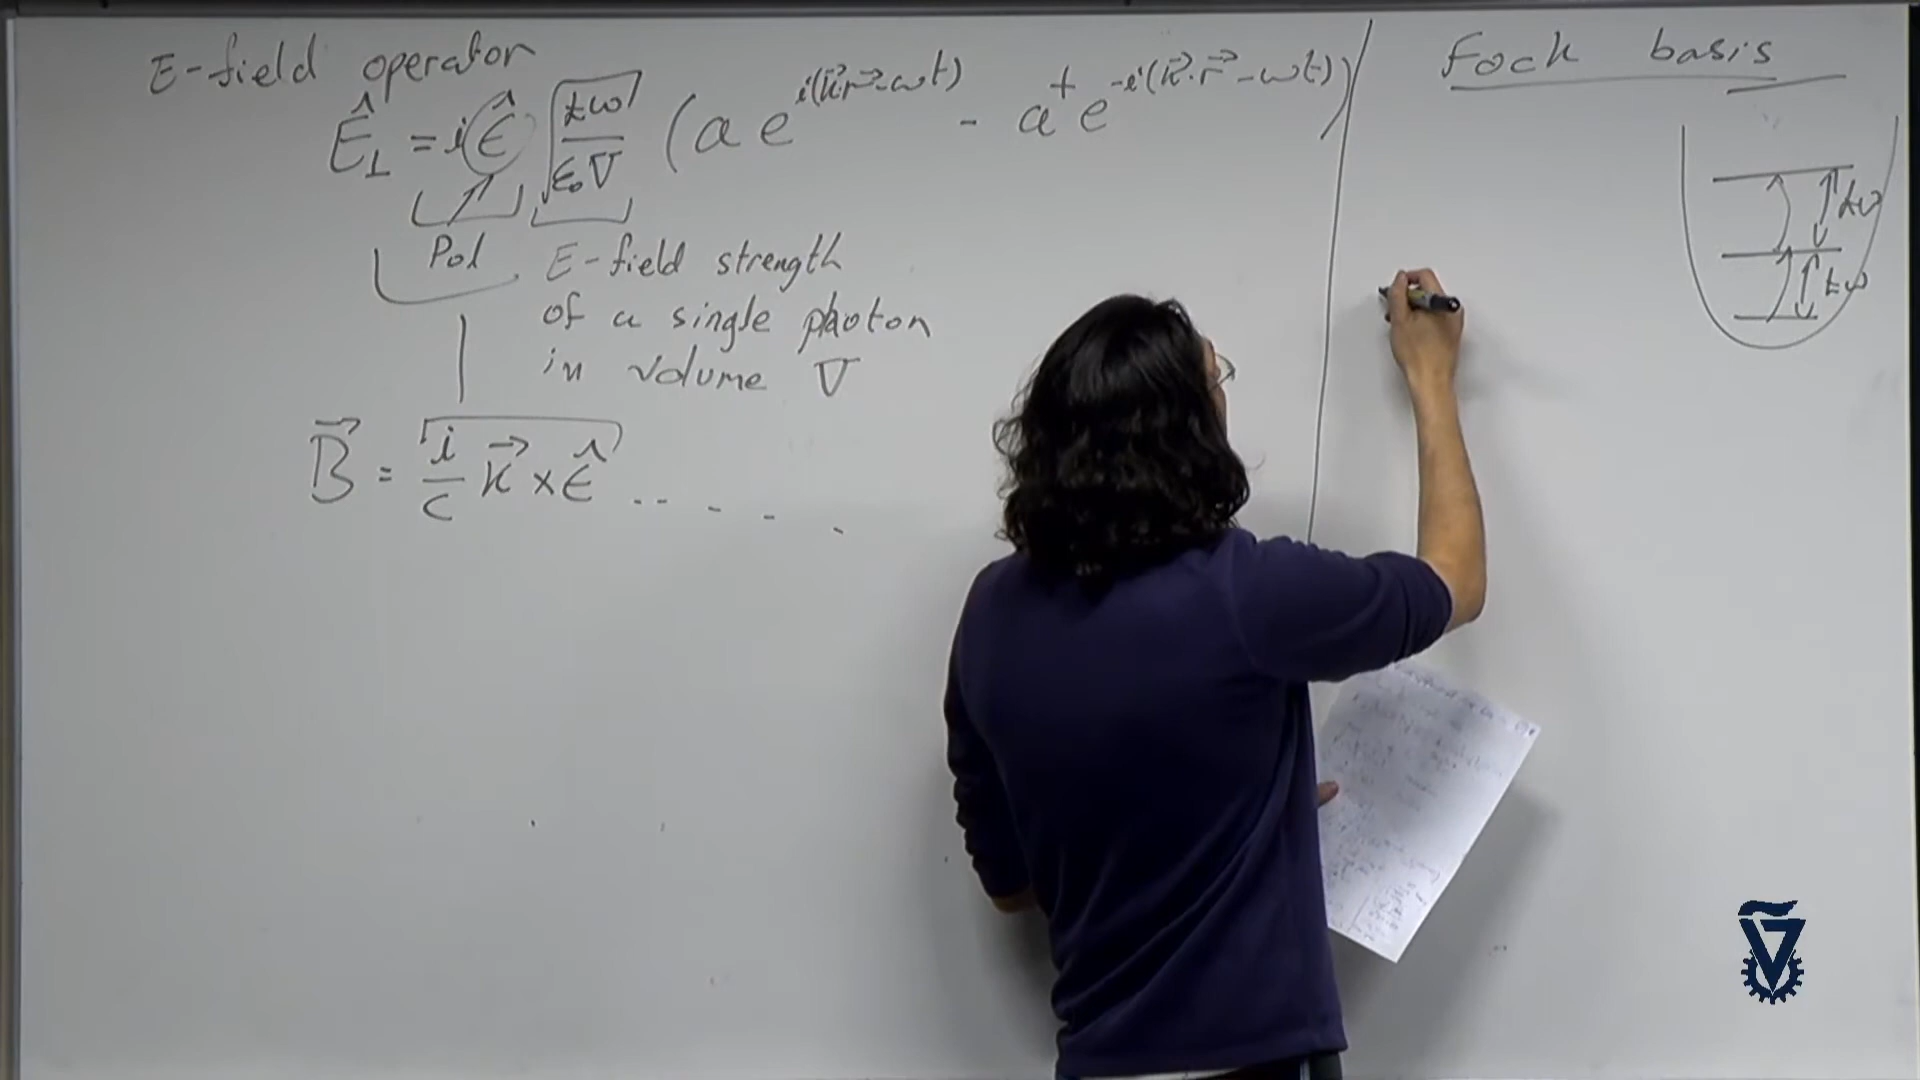 E-field operator
Ê⊥ = i ε̂ √(ħω/ε₀V) (a e^{i(k⃗·r⃗-ωt)} - a† e^{-i(k⃗·r⃗-ωt)})
Pol
E-field strength
of a single photon
in volume V
B⃗ = i/c k⃗ × ε̂ -- - - -
Fock basis
ħω
ħω